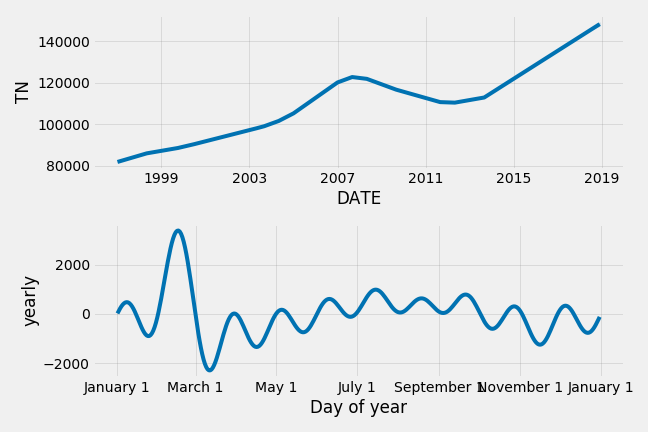 140000
120000
100000
80000
TN
1999 2003 2007 2011 2015 2019
DATE
2000
0
−2000
yearly
January 1 March 1 May 1 July 1 September 1 November 1 January 1
Day of year